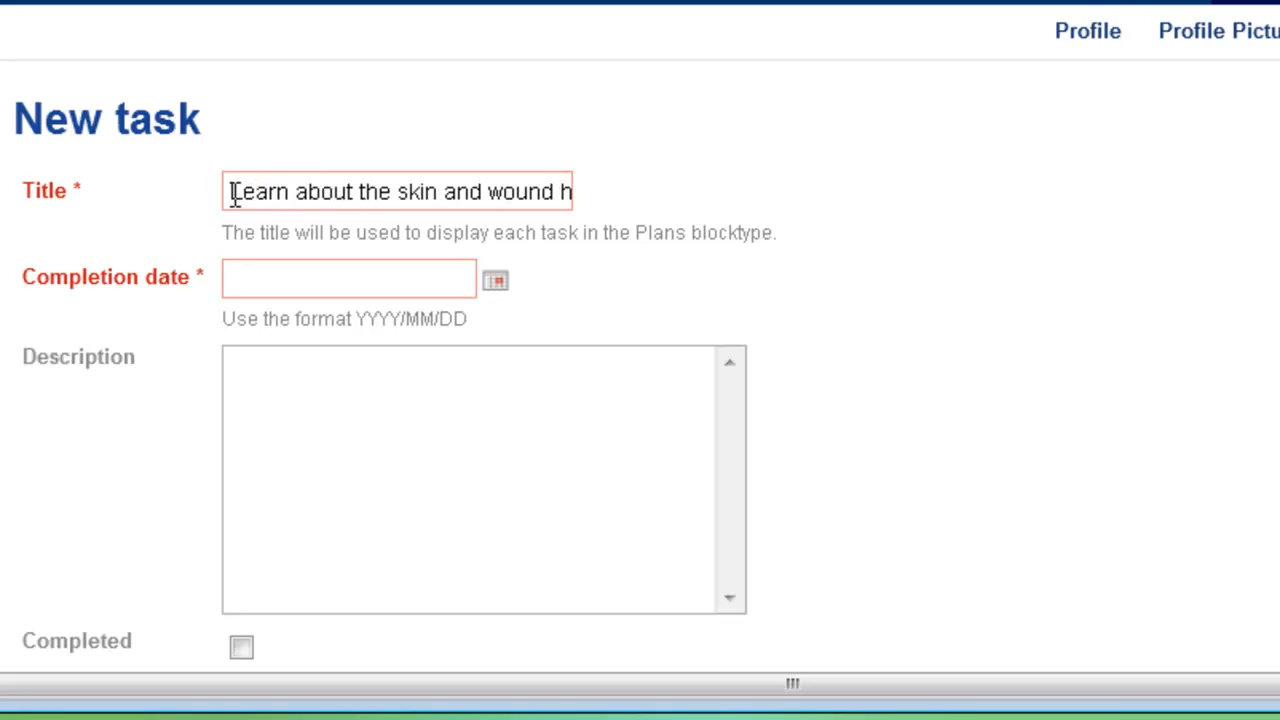 Profile Profile Pictu
New task
Title *
Learn about the skin and wound h
The title will be used to display each task in the Plans blocktype.
Completion date *
Use the format YYYY/MM/DD
Description
Completed